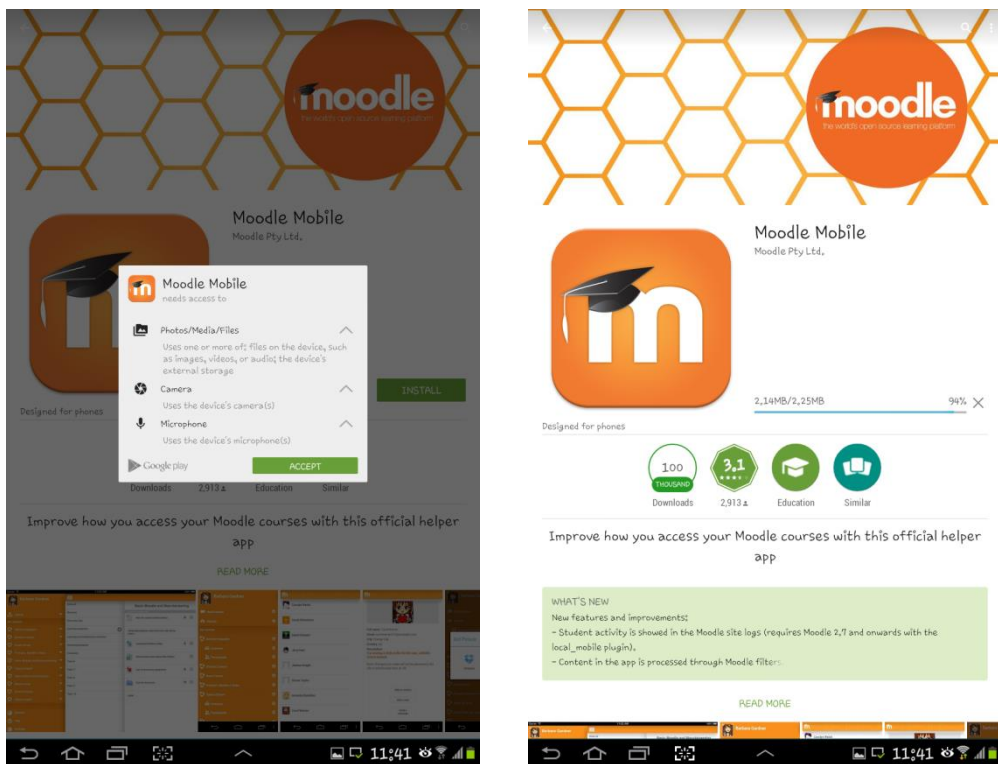 moodle
the world's open source learning platform
Moodle Mobile
Moodle Pty Ltd.
Moodle Mobile
needs access to
Photos/Media/Files
Uses one or more of: files on the device, such
as images, videos, or audio; the device's
external storage
Camera
Uses the device's camera(s)
Microphone
Uses the device's microphone(s)
Google play
ACCEPT
INSTALL
Designed for phones
Downloads 2,913 Education Similar
Improve how you access your Moodle courses with this official helper
app
READ MORE
11:41
moodle
the world's open source learning platform
Moodle Mobile
Moodle Pty Ltd.
m
2,14MB/2,25MB 94%
Designed for phones
100
THOUSAND
3.1
Downloads 2,913 Education Similar
Improve how you access your Moodle courses with this official helper
app
WHAT'S NEW
New features and improvements:
- Student activity is showed in the Moodle site logs (requires Moodle 2,7 and onwards with the
local_mobile plugin).
- Content in the app is processed through Moodle filters.
READ MORE
11:41